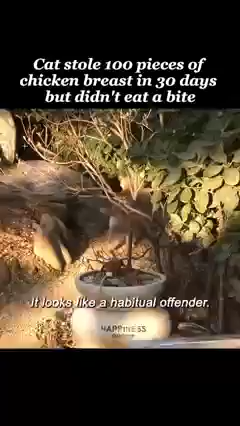 Cat stole 100 pieces of
chicken breast in 30 days
but didn't eat a bite
It looks like a habitual offender.
HAPPINESS